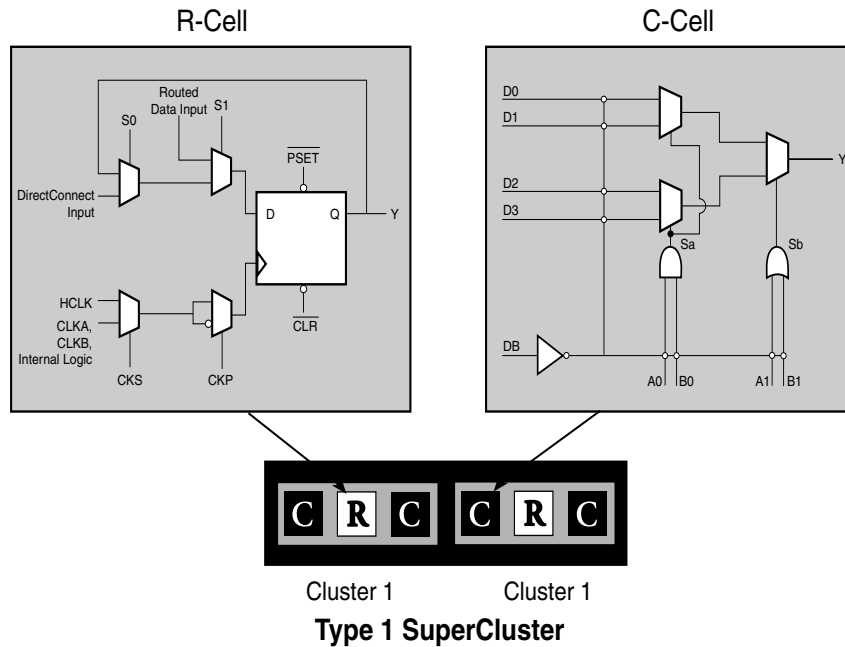 R-Cell
C-Cell
Routed
Data Input
S1
S0
PSET
DirectConnect
Input
D
Q
Y
HCLK
CLKA,
CLKB,
Internal Logic
CKS
CKP
CLR
D0
D1
D2
D3
Sa
Sb
Y
DB
A0
B0
A1
B1
C
R
C
C
R
C
Cluster 1
Cluster 1
Type 1 SuperCluster